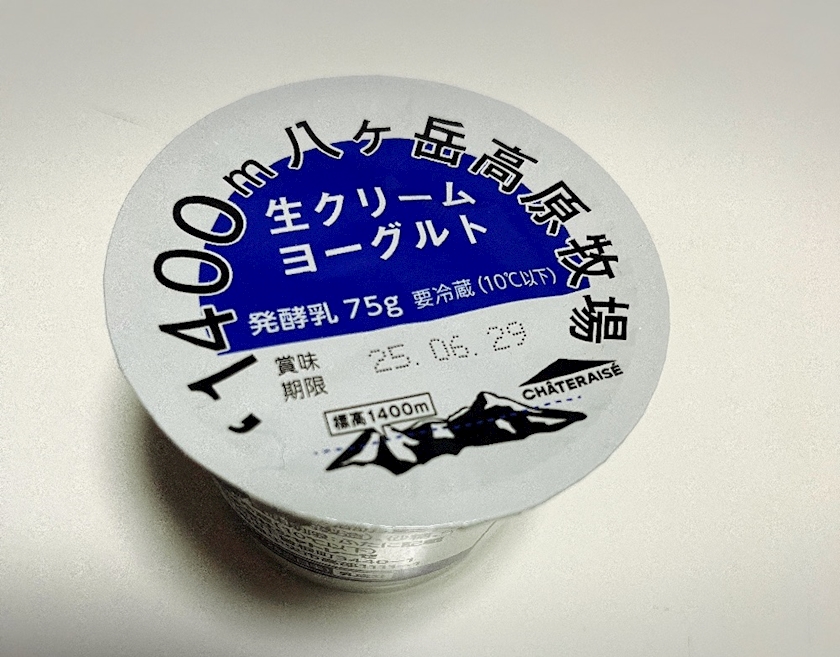 '1400m八ヶ岳高原牧場
生クリーム
ヨーグルト
発酵乳 75g 要冷蔵(10℃以下)
賞味
期限
25.06.29
CHÂTERAISÉ
標高1400m